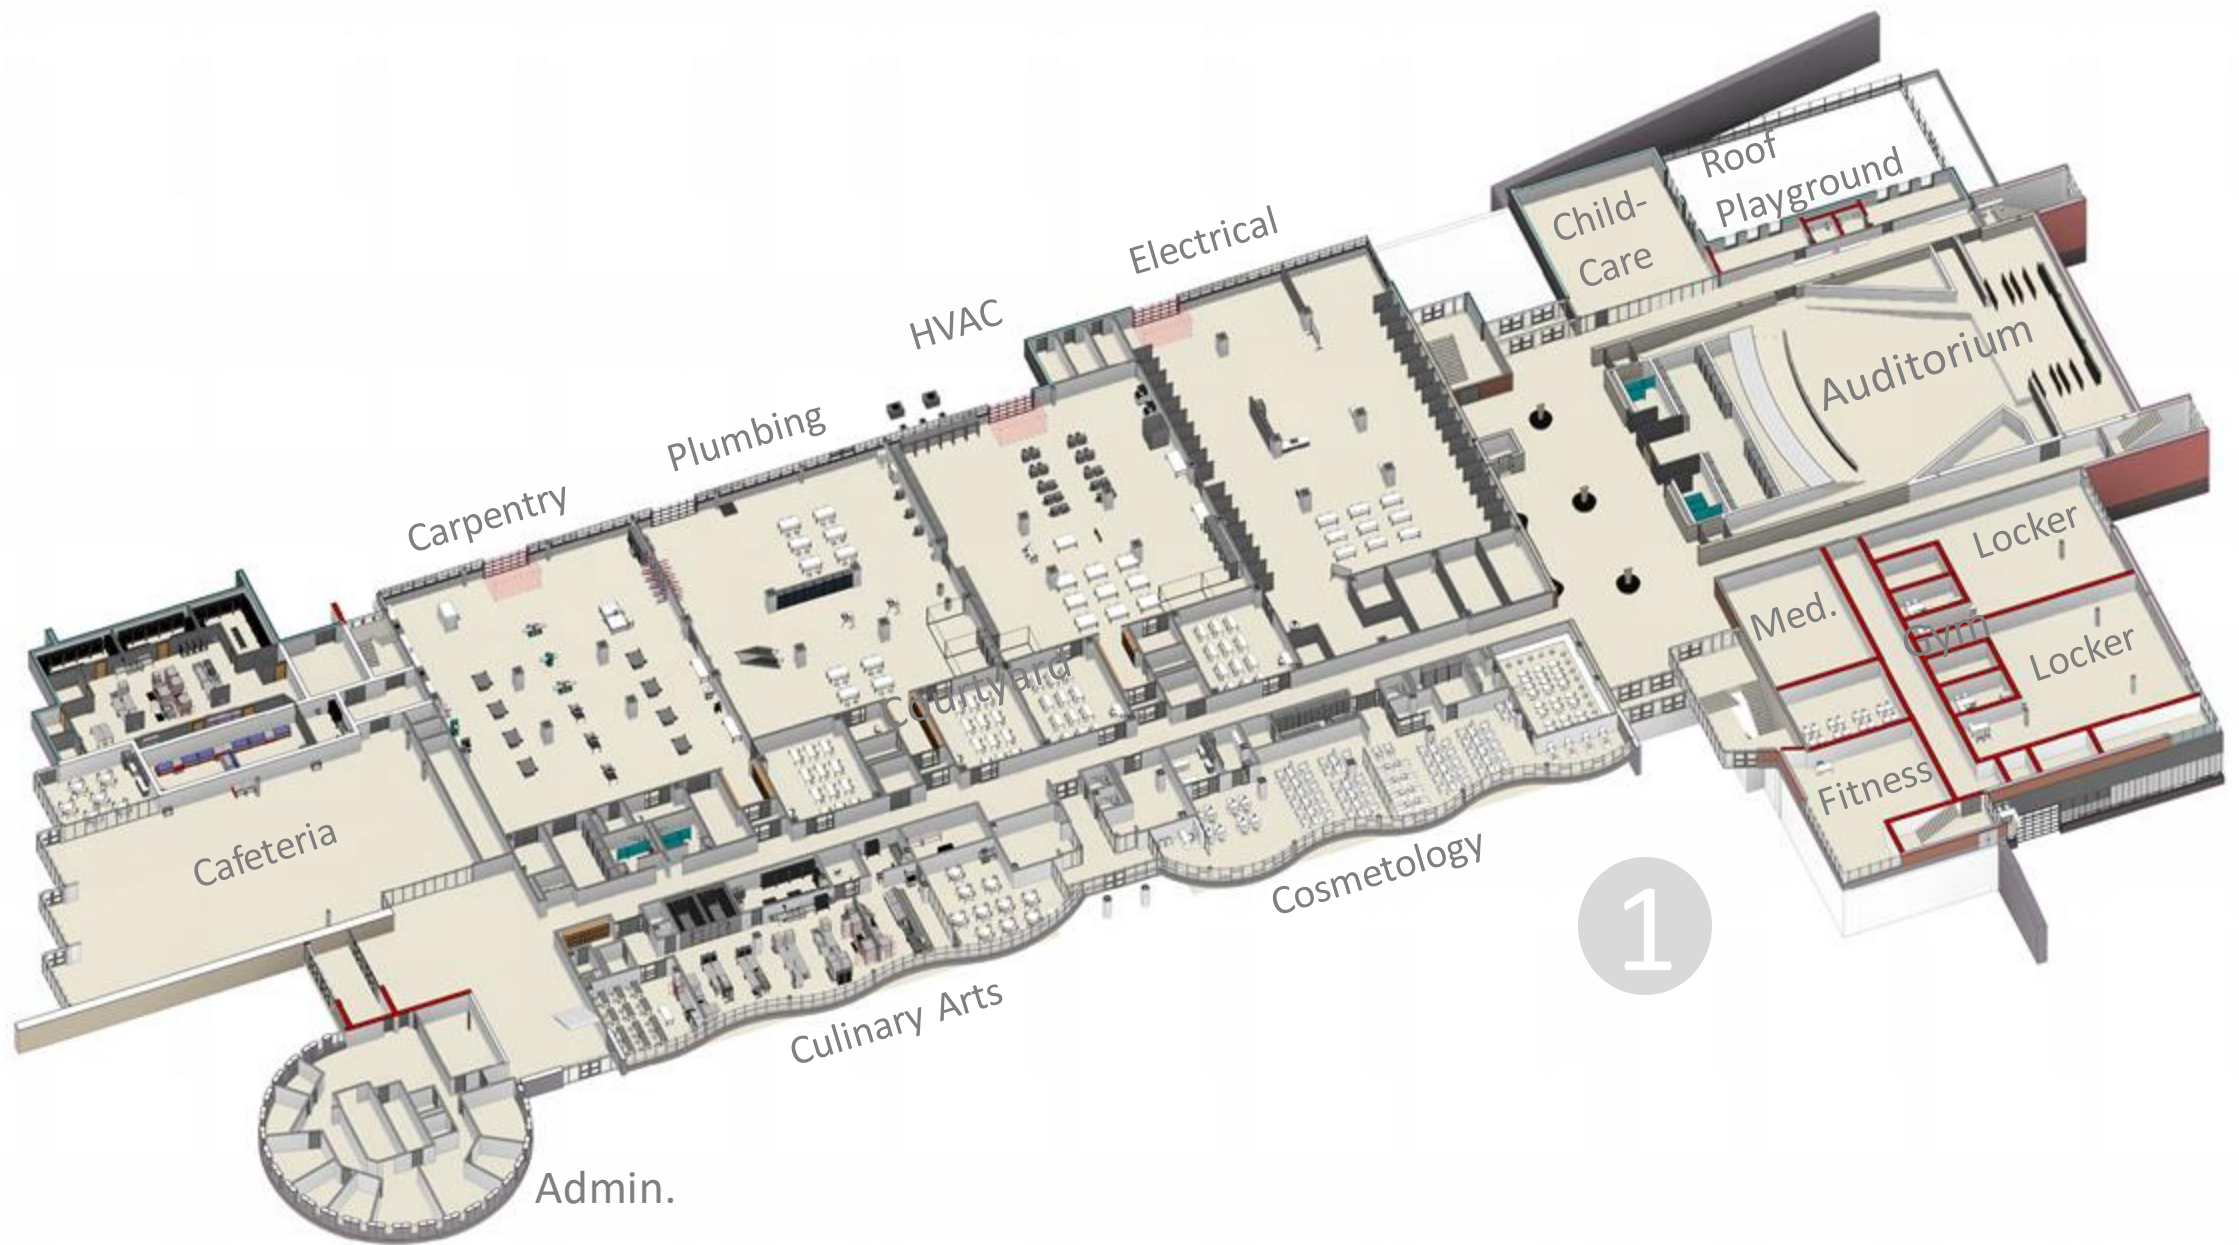 Roof
Playground
Child-
Care
Electrical
HVAC
Auditorium
Plumbing
Carpentry
Locker
Med.
Gym
Locker
Courtyard
Fitness
Cafeteria
Cosmetology
1
Culinary Arts
Admin.